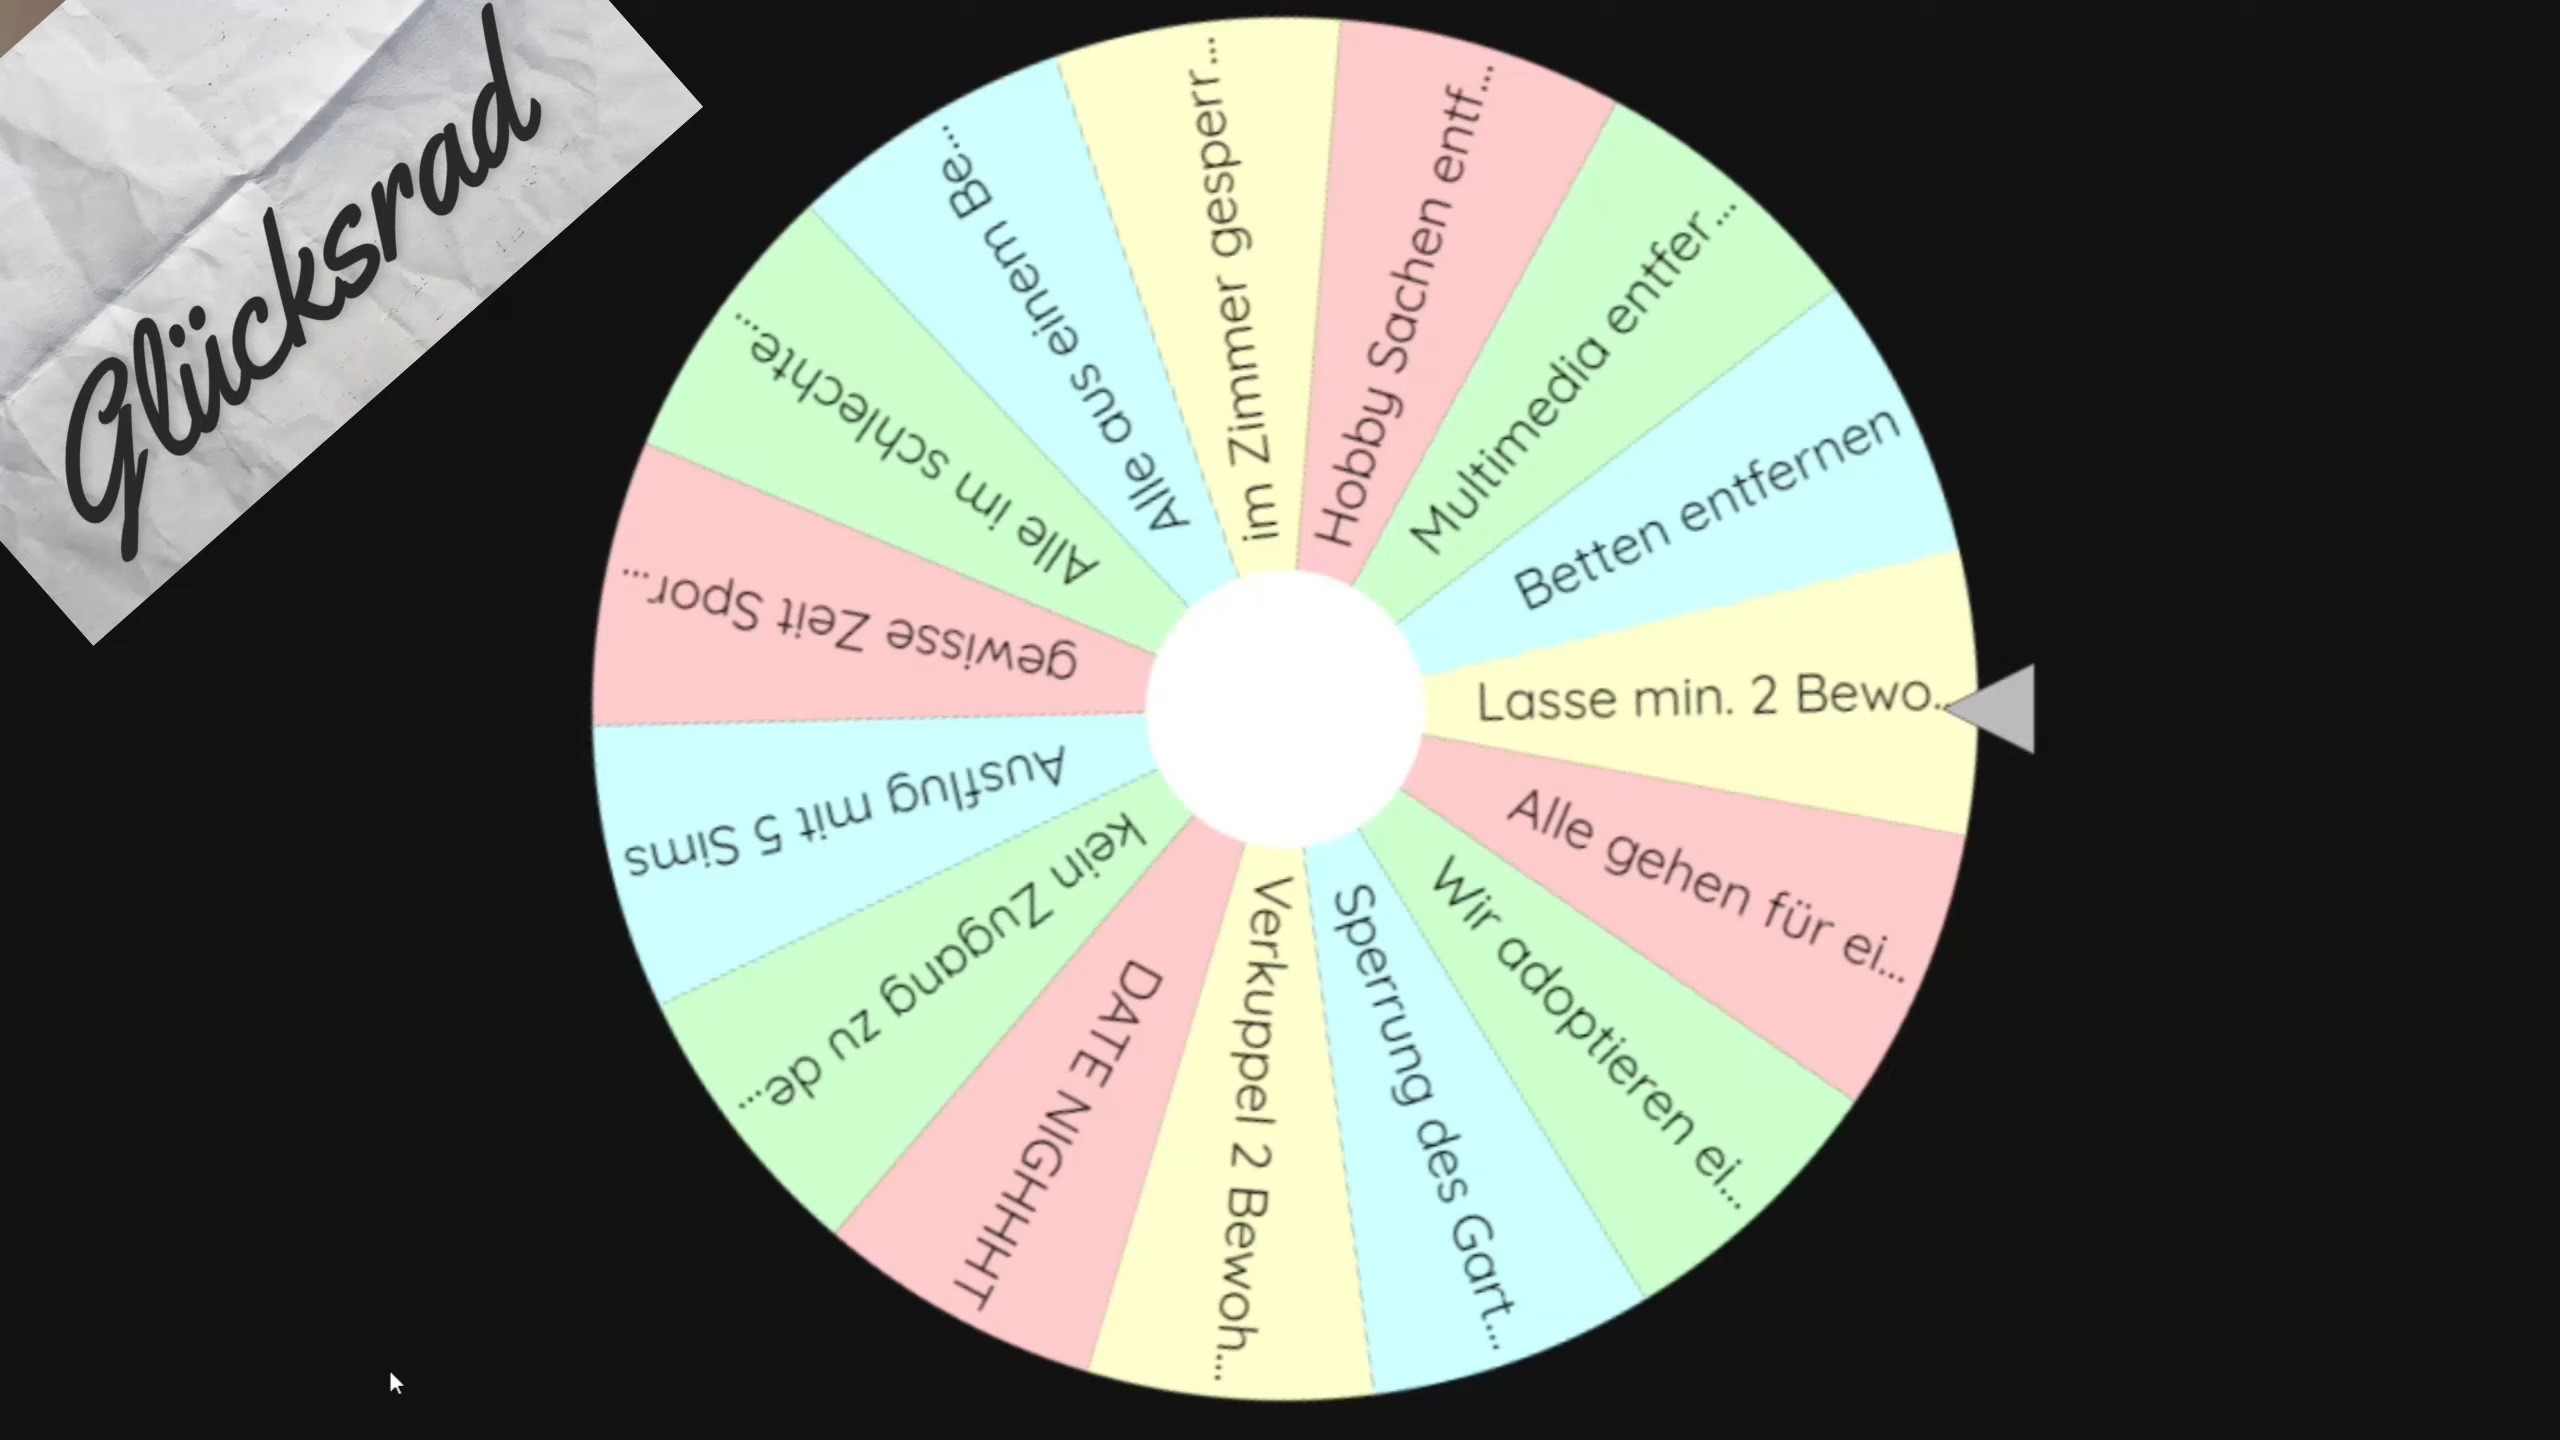 Glücksrad
im Zimmer gesperr...
Hobby Sachen entf...
Multimedia entfer...
Betten entfernen
Lasse min. 2 Bewo..
Alle gehen für ei...
Wir adoptieren ei...
Sperrung des Gart...
Verkuppel 2 Bewoh...
DATE NIGHHHT
kein Zugang zu de...
Ausflug mit 5 Sims
gewisse Zeit Spor...
Alle im schlechte...
Alle aus einem Be...